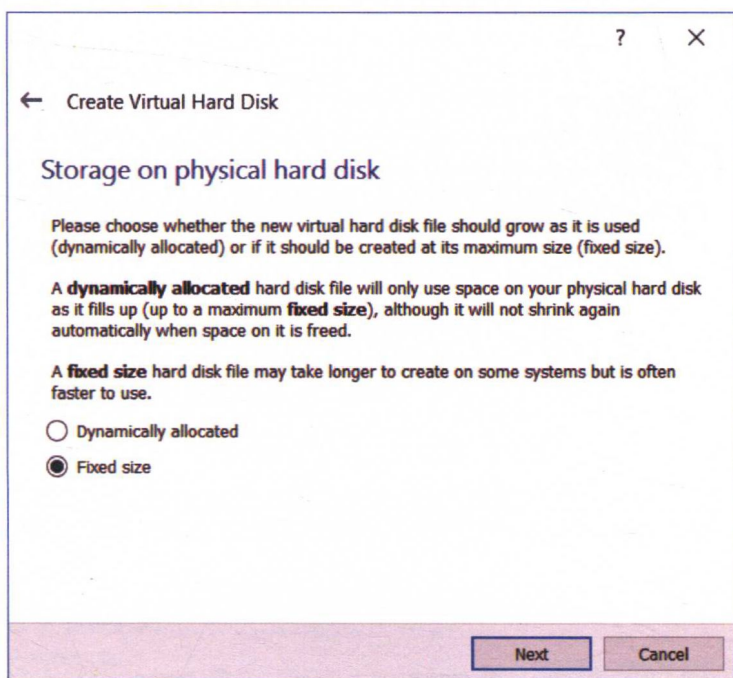 ?
Create Virtual Hard Disk
Storage on physical hard disk
Please choose whether the new virtual hard disk file should grow as it is used
(dynamically allocated) or if it should be created at its maximum size (fixed size).
A dynamically allocated hard disk file will only use space on your physical hard disk
as it fills up (up to a maximum fixed size), although it will not shrink again
automatically when space on it is freed.
A fixed size hard disk file may take longer to create on some systems but is often
faster to use.
Dynamically allocated
Fixed size
Next Cancel